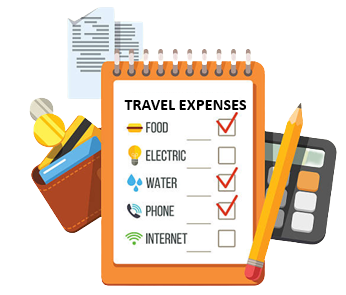 TRAVEL EXPENSES
FOOD
ELECTRIC
WATER
PHONE
INTERNET